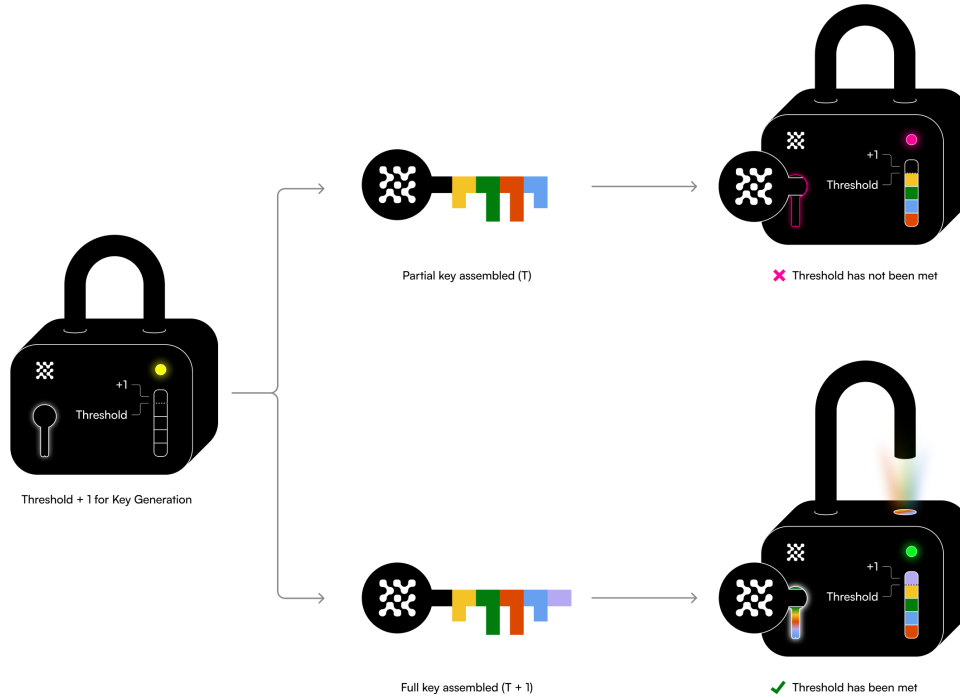 +1
Threshold
Partial key assembled (T)
Threshold has not been met
+1
Threshold
Threshold + 1 for Key Generation
+1
Threshold
Full key assembled (T + 1)
Threshold has been met